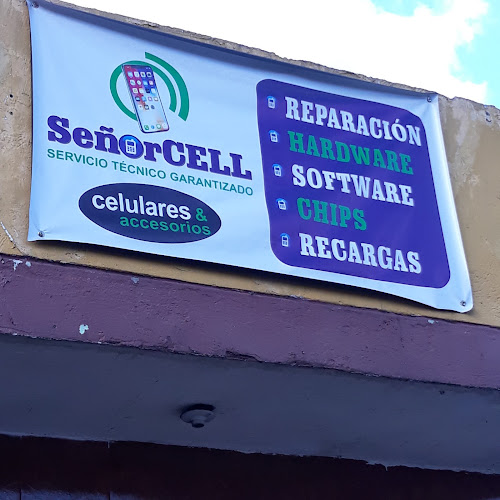 SeñorCELL
SERVICIO TÉCNICO GARANTIZADO
celulares &
accesorios
REPARACIÓN
HARDWARE
SOFTWARE
CHIPS
RECARGAS